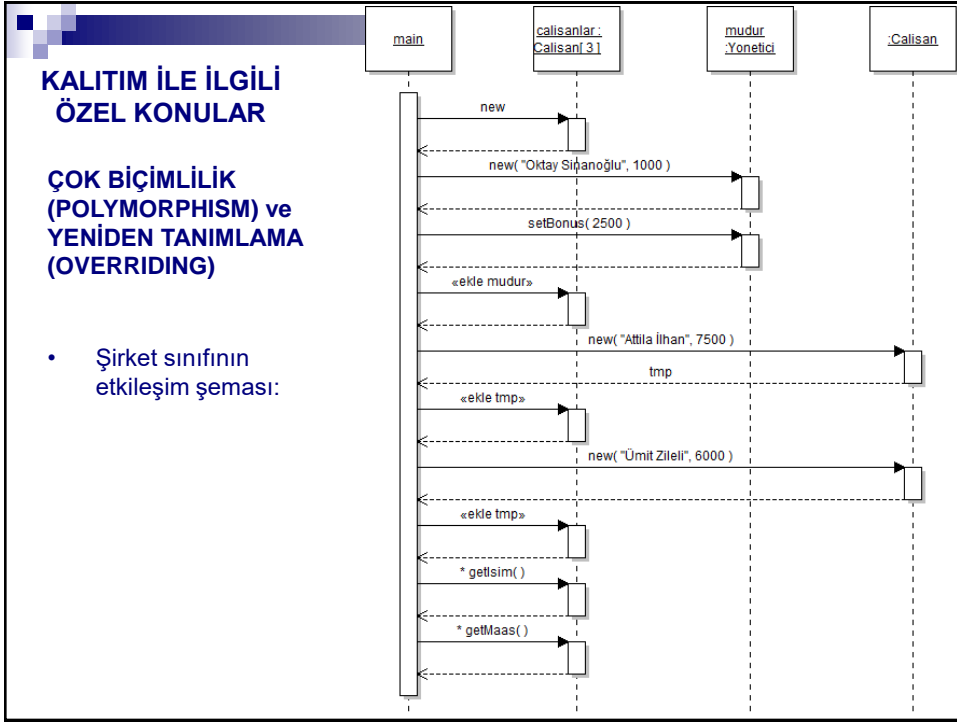 KALITIM İLE İLGİLİ
ÖZEL KONULAR
ÇOK BİÇİMLİLİK
(POLYMORPHISM) ve
YENİDEN TANIMLAMA
(OVERRIDING)
• Şirket sınıfının
etkileşim şeması:
main
calisanlar :
Calisan[ 3 ]
mudur
:Yonetici
:Calisan
new
new( "Oktay Sinanoğlu", 1000 )
setBonus( 2500 )
«ekle mudur»
new( "Attila İlhan", 7500 )
tmp
«ekle tmp»
new( "Ümit Zileli", 6000 )
«ekle tmp»
* getIsim( )
* getMaas( )